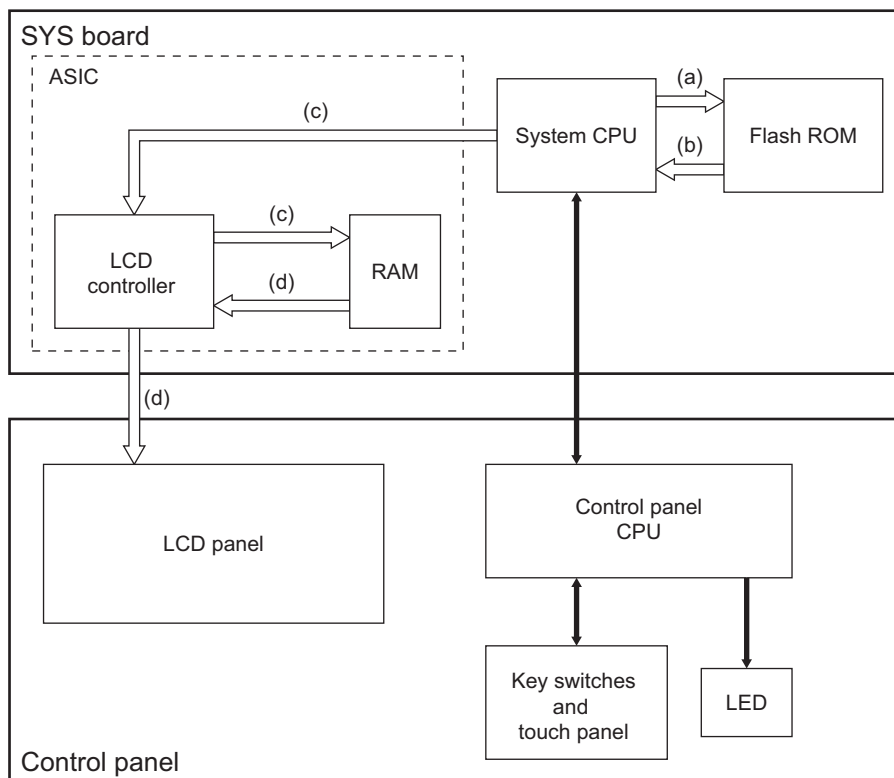 SYS board
ASIC
(c)
(a)
System CPU
Flash ROM
(b)
(c)
LCD
controller
RAM
(d)
(d)
LCD panel
Control panel
CPU
Key switches
and
touch panel
LED
Control panel